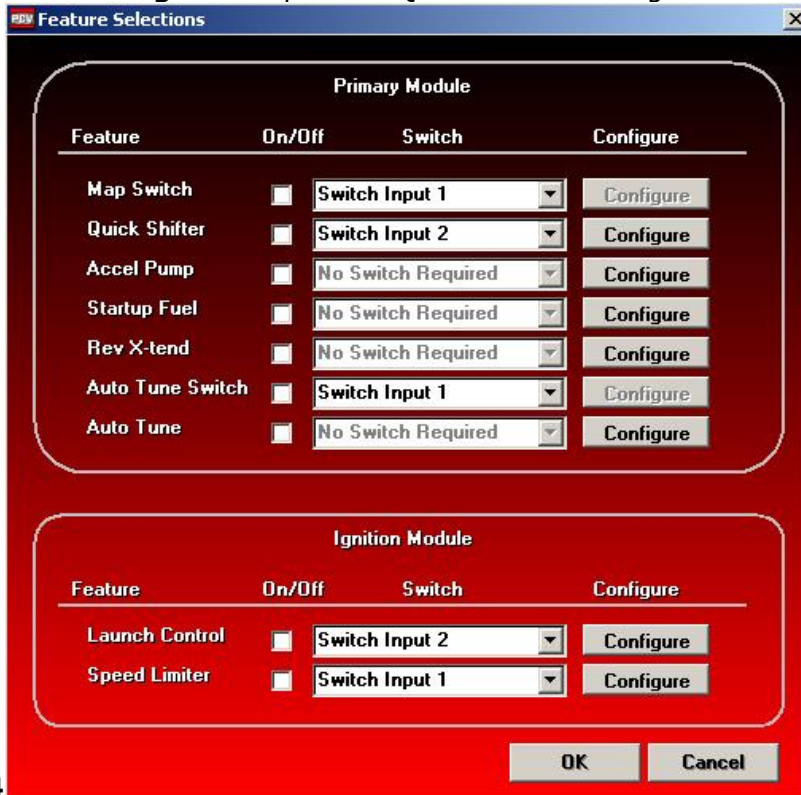 PCV Feature Selections X
Primary Module
Feature On/Off Switch Configure
Map Switch Switch Input 1 Configure
Quick Shifter Switch Input 2 Configure
Accel Pump No Switch Required Configure
Startup Fuel No Switch Required Configure
Rev X-tend No Switch Required Configure
Auto Tune Switch Switch Input 1 Configure
Auto Tune No Switch Required Configure
Ignition Module
Feature On/Off Switch Configure
Launch Control Switch Input 2 Configure
Speed Limiter Switch Input 1 Configure
OK Cancel